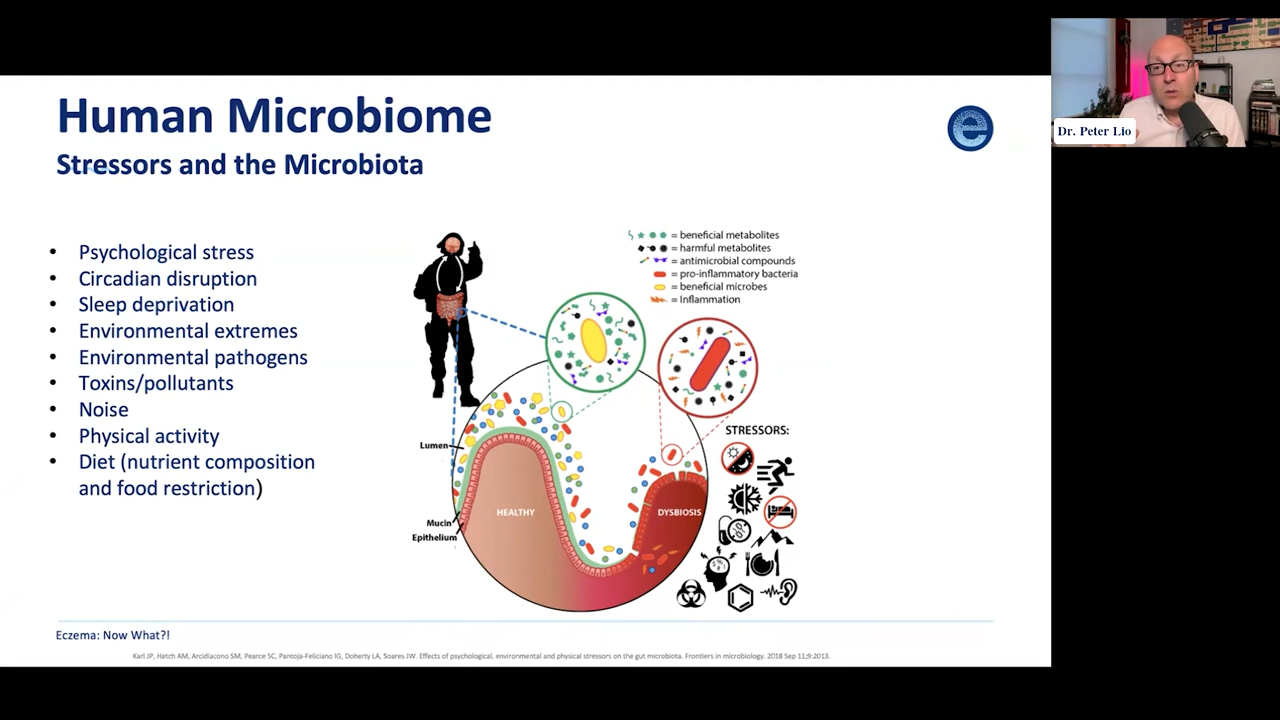 Human Microbiome
Stressors and the Microbiota
• Psychological stress
• Circadian disruption
• Sleep deprivation
• Environmental extremes
• Environmental pathogens
• Toxins/pollutants
• Noise
• Physical activity
• Diet (nutrient composition
and food restriction)
= beneficial metabolites
= harmful metabolites
= antimicrobial compounds
= pro-inflammatory bacteria
= beneficial microbes
= Inflammation
Lumen
Mucin
Epithelium
HEALTHY
DYSBIOSIS
STRESSORS:
Eczema: Now What?!
Karl JP, Hatch AM, Arcidiacono SM, Pearce SC, Pantoja-Feliciano IG, Doherty LA, Soares JW. Effects of psychological, environmental and physical stressors on the gut microbiota. Frontiers in microbiology. 2018 Sep 11;9:2013.
e
Dr. Peter Lio